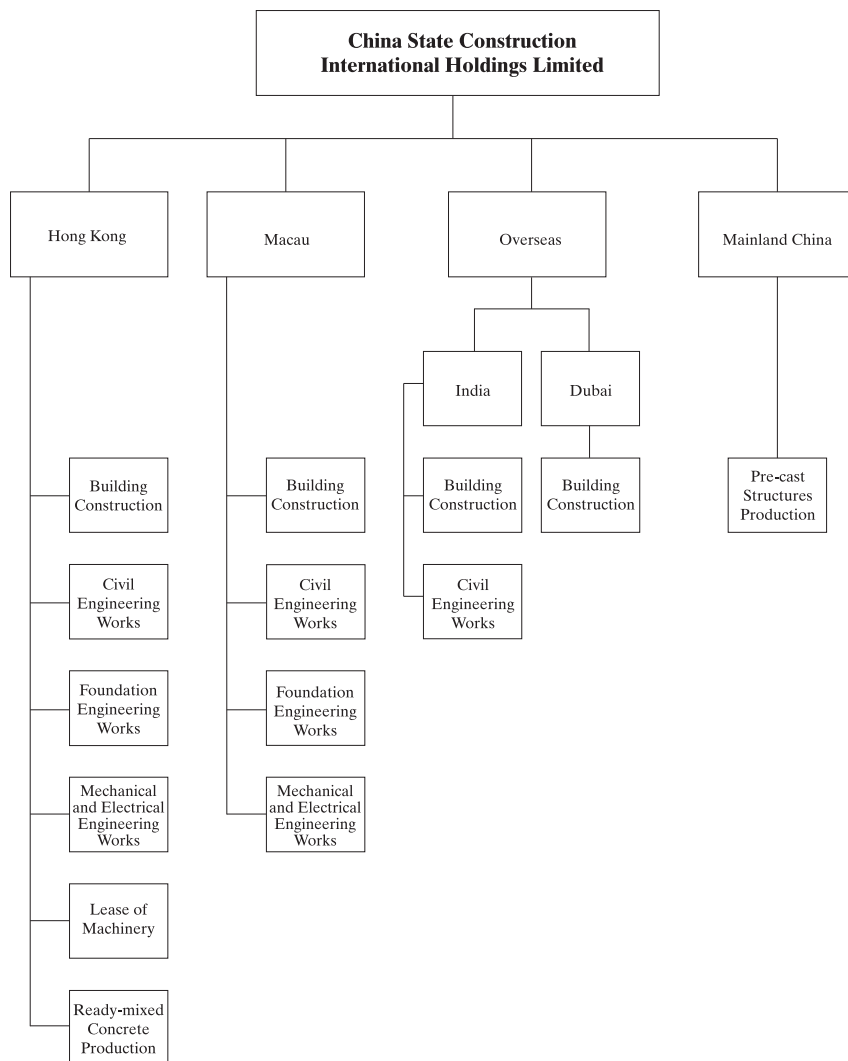 China State Construction
International Holdings Limited
Hong Kong
Macau
Overseas
Mainland China
India
Dubai
Building
Construction
Building
Construction
Building
Construction
Building
Construction
Pre-cast
Structures
Production
Civil
Engineering
Works
Civil
Engineering
Works
Civil
Engineering
Works
Foundation
Engineering
Works
Foundation
Engineering
Works
Mechanical
and Electrical
Engineering
Works
Mechanical
and Electrical
Engineering
Works
Lease of
Machinery
Ready-mixed
Concrete
Production